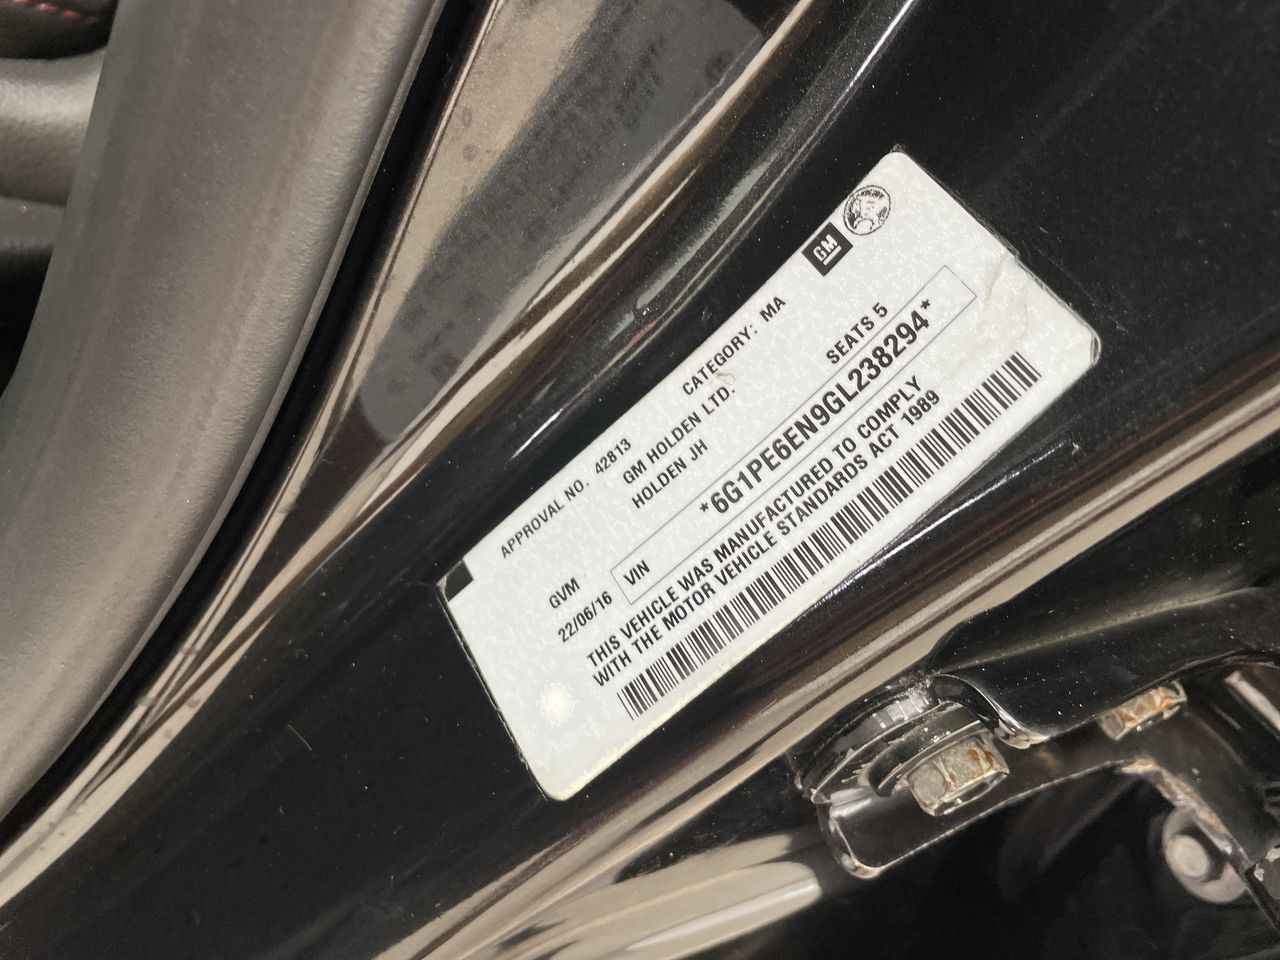 GM
APPROVAL NO. 42813 CATEGORY: MA
GM HOLDEN LTD.
HOLDEN JH SEATS 5
GVM
22/06/16 VIN *6G1PE6EN9GL238294*
THIS VEHICLE WAS MANUFACTURED TO COMPLY
WITH THE MOTOR VEHICLE STANDARDS ACT 1989